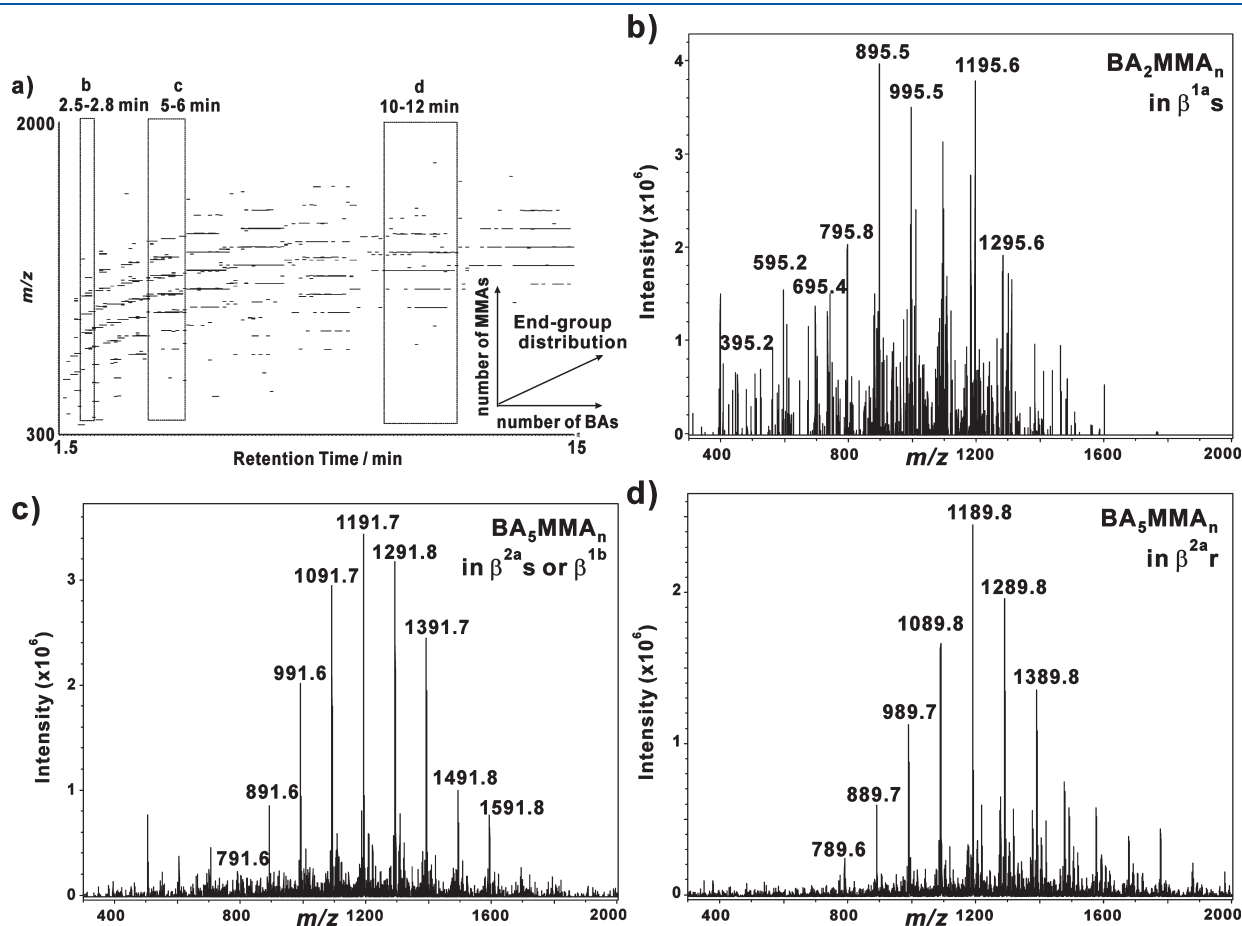 a)
b c d
2.5-2.8 min 5-6 min 10-12 min
2000
m/z
300
1.5 15
Retention Time / min
number of MMAs
End-group
distribution
number of BAs
b)
BA₂MMAₙ
in β¹ᵃs
Intensity (x10⁶)
4
3
2
1
0
895.5
1195.6
995.5
795.8
1295.6
595.2
695.4
395.2
400 800 1200 1600 2000
m/z
c)
BA₅MMAₙ
in β²ᵃs or β¹ᵇ
Intensity (x10⁶)
3
2
1
0
1191.7
1291.8
1091.7
1391.7
991.6
891.6
1491.8
1591.8
791.6
400 800 1200 1600 2000
m/z
d)
BA₅MMAₙ
in β²ᵃr
Intensity (x10⁶)
2
1
0
1189.8
1289.8
1089.8
1389.8
989.7
889.7
789.6
400 800 1200 1600 2000
m/z